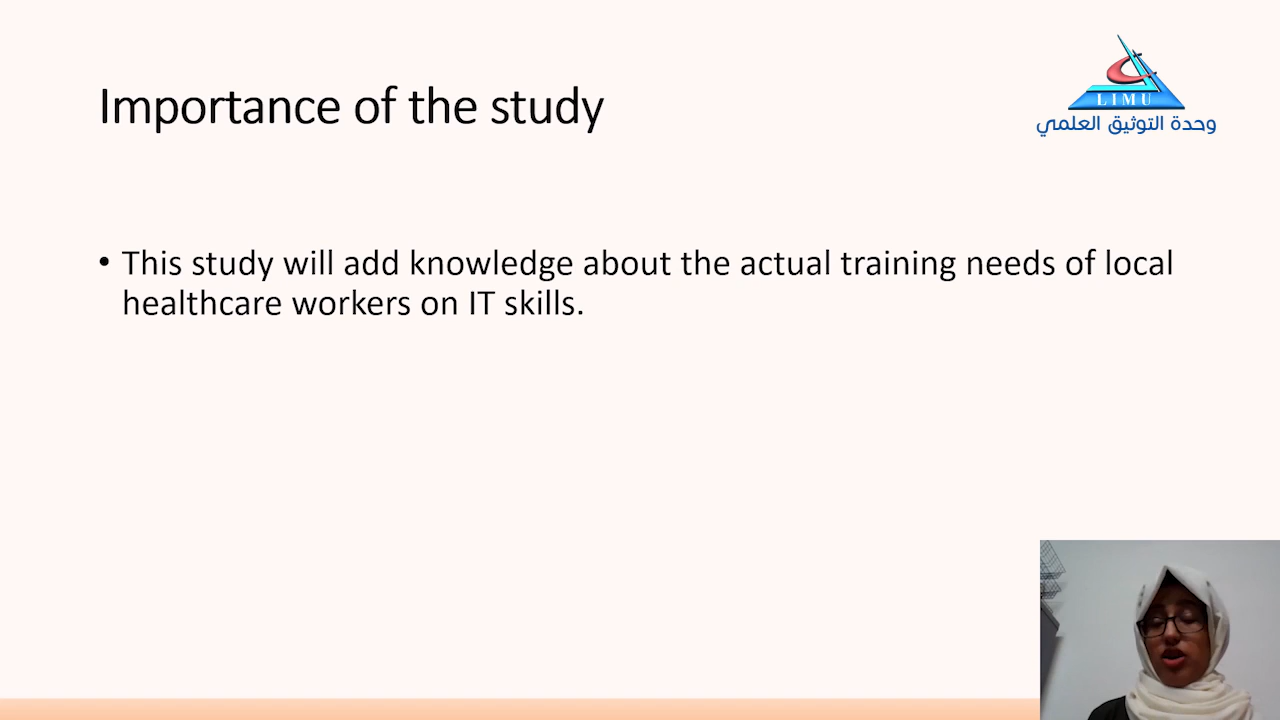 Importance of the study
LIMU
وحدة التوثيق العلمي
• This study will add knowledge about the actual training needs of local
healthcare workers on IT skills.